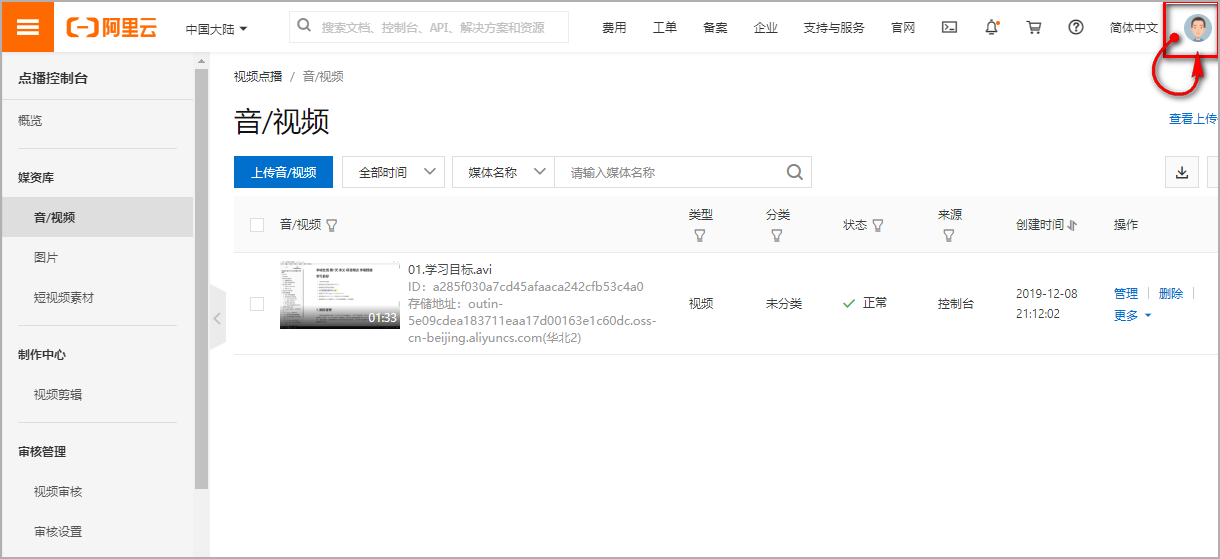 阿里云
中国大陆
搜索文档、控制台、API、解决方案和资源
费用
工单
备案
企业
支持与服务
官网
简体中文
点播控制台
概览
媒资库
音/视频
图片
短视频素材
制作中心
视频剪辑
审核管理
视频审核
审核设置
视频点播 / 音/视频
音/视频
查看上传
上传音/视频
全部时间
媒体名称
请输入媒体名称
音/视频
类型
分类
状态
来源
创建时间
操作
01:33
01.学习目标.avi
ID：a285f030a7cd45afaaca242cfb53c4a0
存储地址：outin-
5e09cdea183711eaa17d00163e1c60dc.oss-
cn-beijing.aliyuncs.com(华北2)
视频
未分类
正常
控制台
2019-12-08
21:12:02
管理
删除
更多